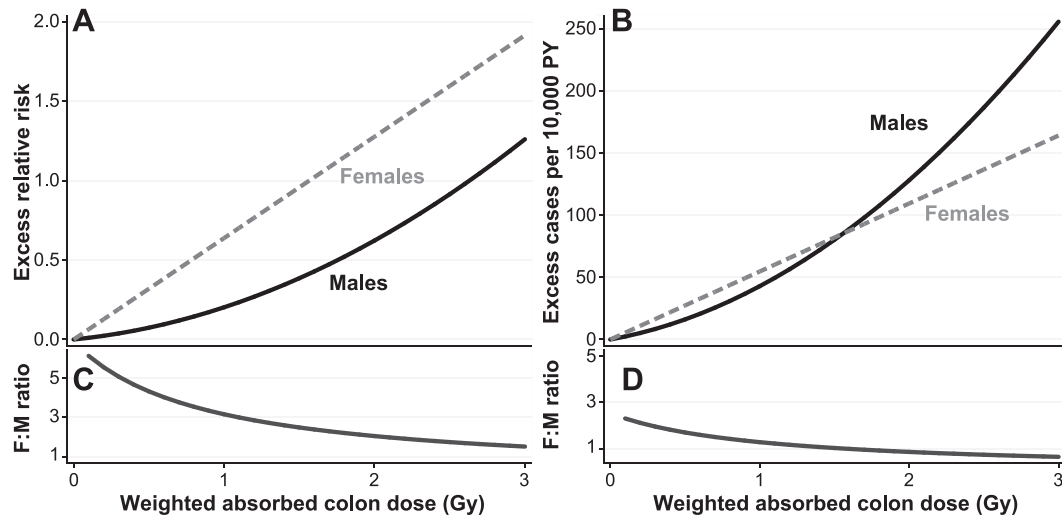 A
Excess relative risk
2.0
1.5
1.0
0.5
0.0
Females
Males
B
Excess cases per 10,000 PY
250
200
150
100
50
0
Males
Females
C
F:M ratio
5
3
1
0
1
2
3
Weighted absorbed colon dose (Gy)
D
F:M ratio
5
3
1
0
1
2
3
Weighted absorbed colon dose (Gy)